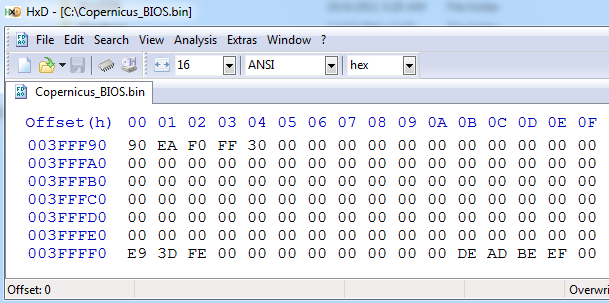 HxD - [C:\Copernicus_BIOS.bin]
File Edit Search View Analysis Extras Window ?
16 ANSI hex
Copernicus_BIOS.bin
Offset(h) 00 01 02 03 04 05 06 07 08 09 0A 0B 0C 0D 0E 0F
003FFF90 90 EA F0 FF 30 00 00 00 00 00 00 00 00 00 00 00
003FFFA0 00 00 00 00 00 00 00 00 00 00 00 00 00 00 00 00
003FFFB0 00 00 00 00 00 00 00 00 00 00 00 00 00 00 00 00
003FFFC0 00 00 00 00 00 00 00 00 00 00 00 00 00 00 00 00
003FFFD0 00 00 00 00 00 00 00 00 00 00 00 00 00 00 00 00
003FFFE0 00 00 00 00 00 00 00 00 00 00 00 00 00 00 00 00
003FFFF0 E9 3D FE 00 00 00 00 00 00 00 00 DE AD BE EF 00
Offset: 0 Overwri